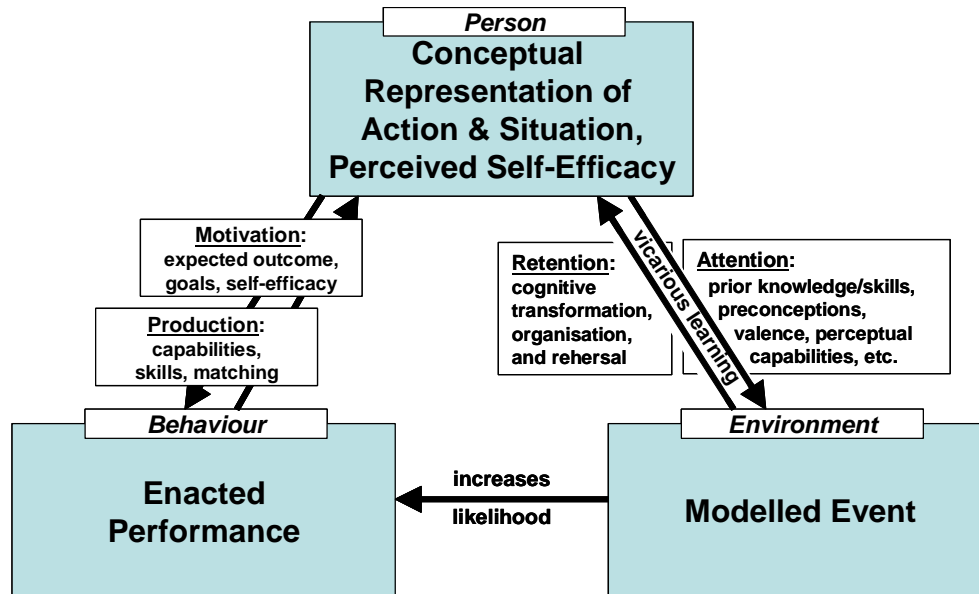 Person
Conceptual
Representation of
Action & Situation,
Perceived Self-Efficacy
Motivation:
expected outcome,
goals, self-efficacy
Production:
capabilities,
skills, matching
Retention:
cognitive
transformation,
organisation,
and rehersal
vicarious learning
Attention:
prior knowledge/skills,
preconceptions,
valence, perceptual
capabilities, etc.
Behaviour
Enacted
Performance
increases
likelihood
Environment
Modelled Event